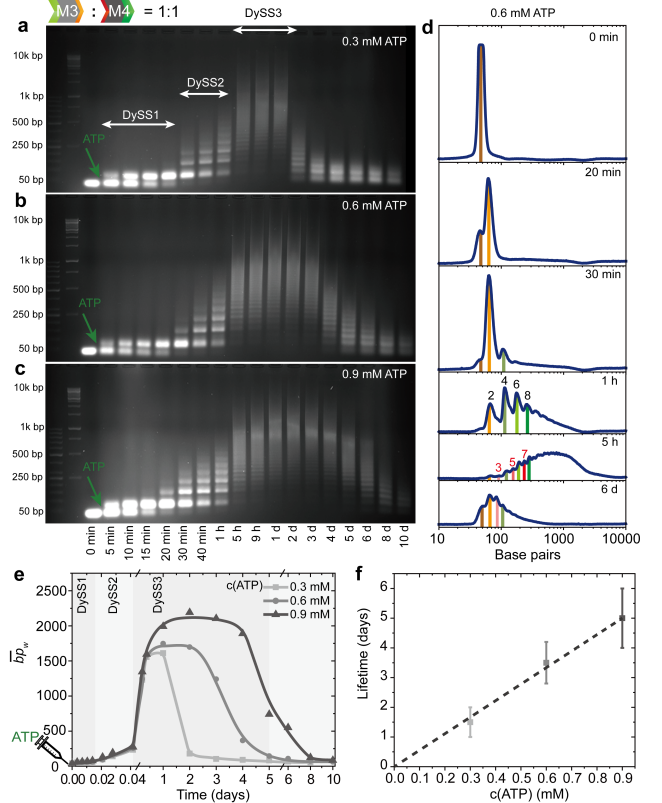 M3 : M4 = 1:1
a
DySS3
0.3 mM ATP
10k bp
DySS2
1k bp
DySS1
500 bp
ATP
250 bp
50 bp
b
0.6 mM ATP
10k bp
1k bp
500 bp
ATP
250 bp
50 bp
c
0.9 mM ATP
10k bp
1k bp
500 bp
ATP
250 bp
50 bp
0 min
5 min
10 min
15 min
20 min
30 min
40 min
1 h
5 h
9 h
1 d
2 d
3 d
4 d
5 d
6 d
8 d
10 d
d
0.6 mM ATP
0 min
20 min
30 min
1 h
2 4 6 8
5 h
3 5 7
6 d
10 100 1000 10000
10 100 1000 10000
Base pairs
e
DySS1
DySS2
DySS3
c(ATP)
0.3 mM
0.6 mM
0.9 mM
2500
2000
1500
1000
500
0
bpw
ATP
0.00 0.02 0.04 1 2 3 4 5 6 8 10
Time (days)
f
6
5
4
3
2
1
0
Lifetime (days)
0.0 0.1 0.2 0.3 0.4 0.5 0.6 0.7 0.8 0.9
c(ATP) (mM)